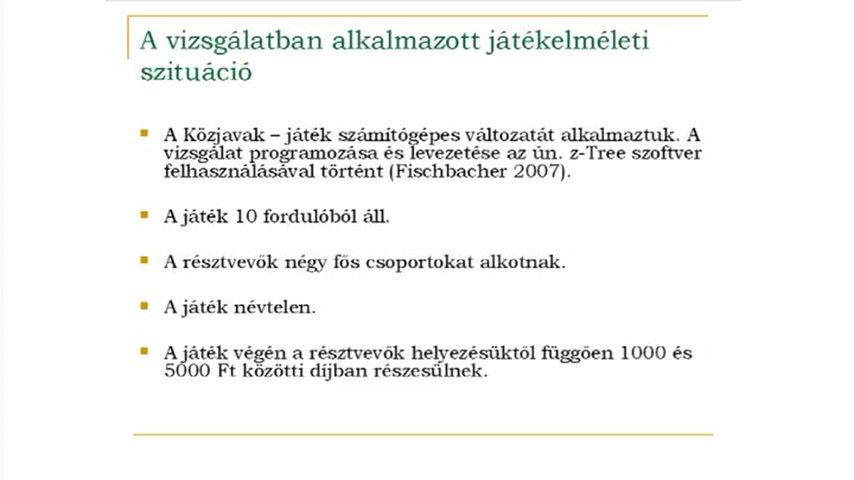 A vizsgálatban alkalmazott játékelméleti
szituáció
A Közjavak – játék számítógépes változatát alkalmaztuk. A
vizsgálat programozása és levezetése az ún. z-Tree szoftver
felhasználásával történt (Fischbacher 2007).
A játék 10 fordulóból áll.
A résztvevők négy fős csoportokat alkotnak.
A játék névtelen.
A játék végén a résztvevők helyezésüktől függően 1000 és
5000 Ft közötti díjban részesülnek.